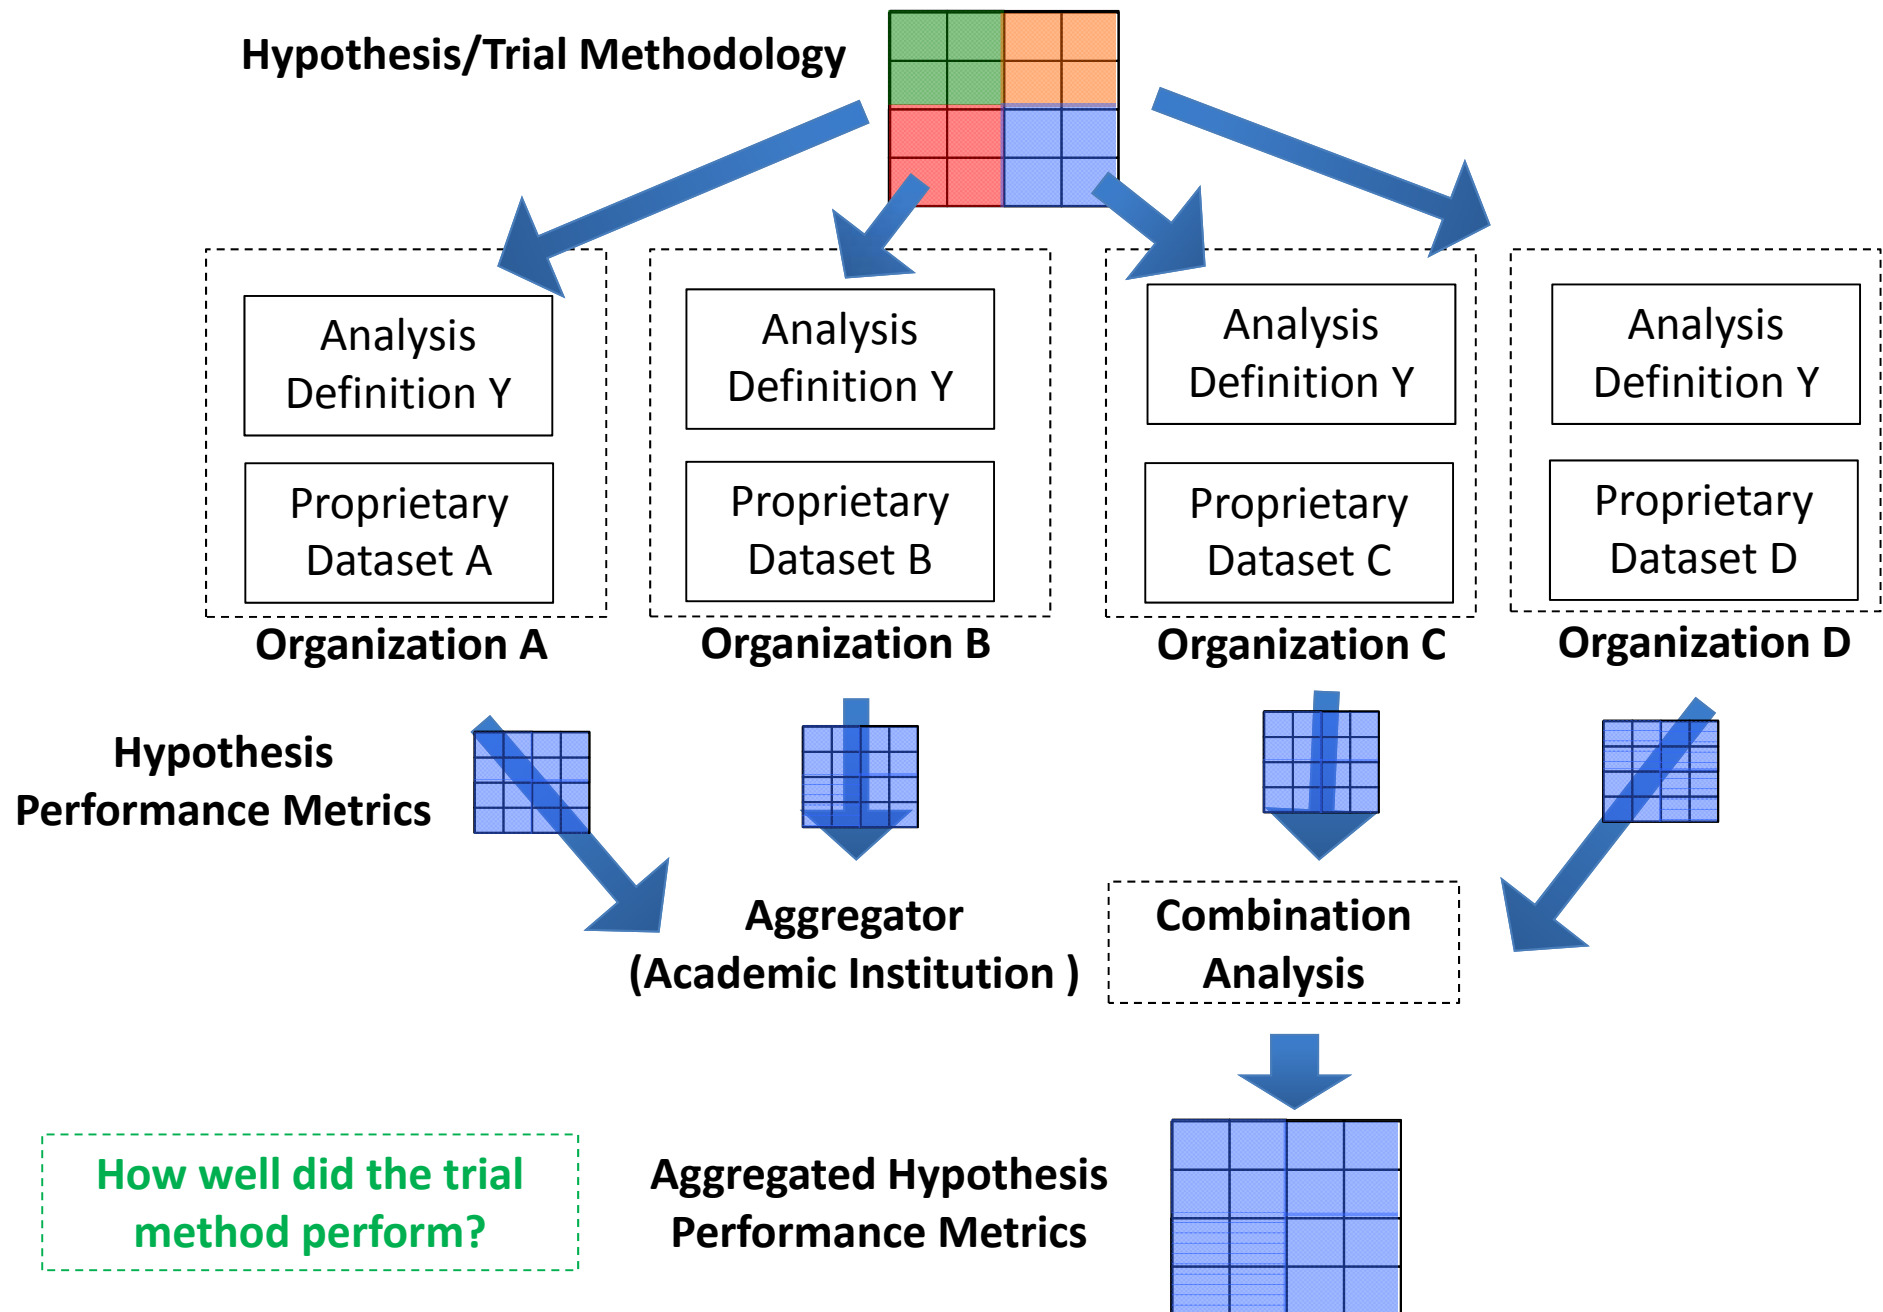 Hypothesis/Trial Methodology
Analysis
Definition Y
Proprietary
Dataset A
Organization A
Analysis
Definition Y
Proprietary
Dataset B
Organization B
Analysis
Definition Y
Proprietary
Dataset C
Organization C
Analysis
Definition Y
Proprietary
Dataset D
Organization D
Hypothesis
Performance Metrics
Aggregator
(Academic Institution )
Combination
Analysis
How well did the trial
method perform?
Aggregated Hypothesis
Performance Metrics